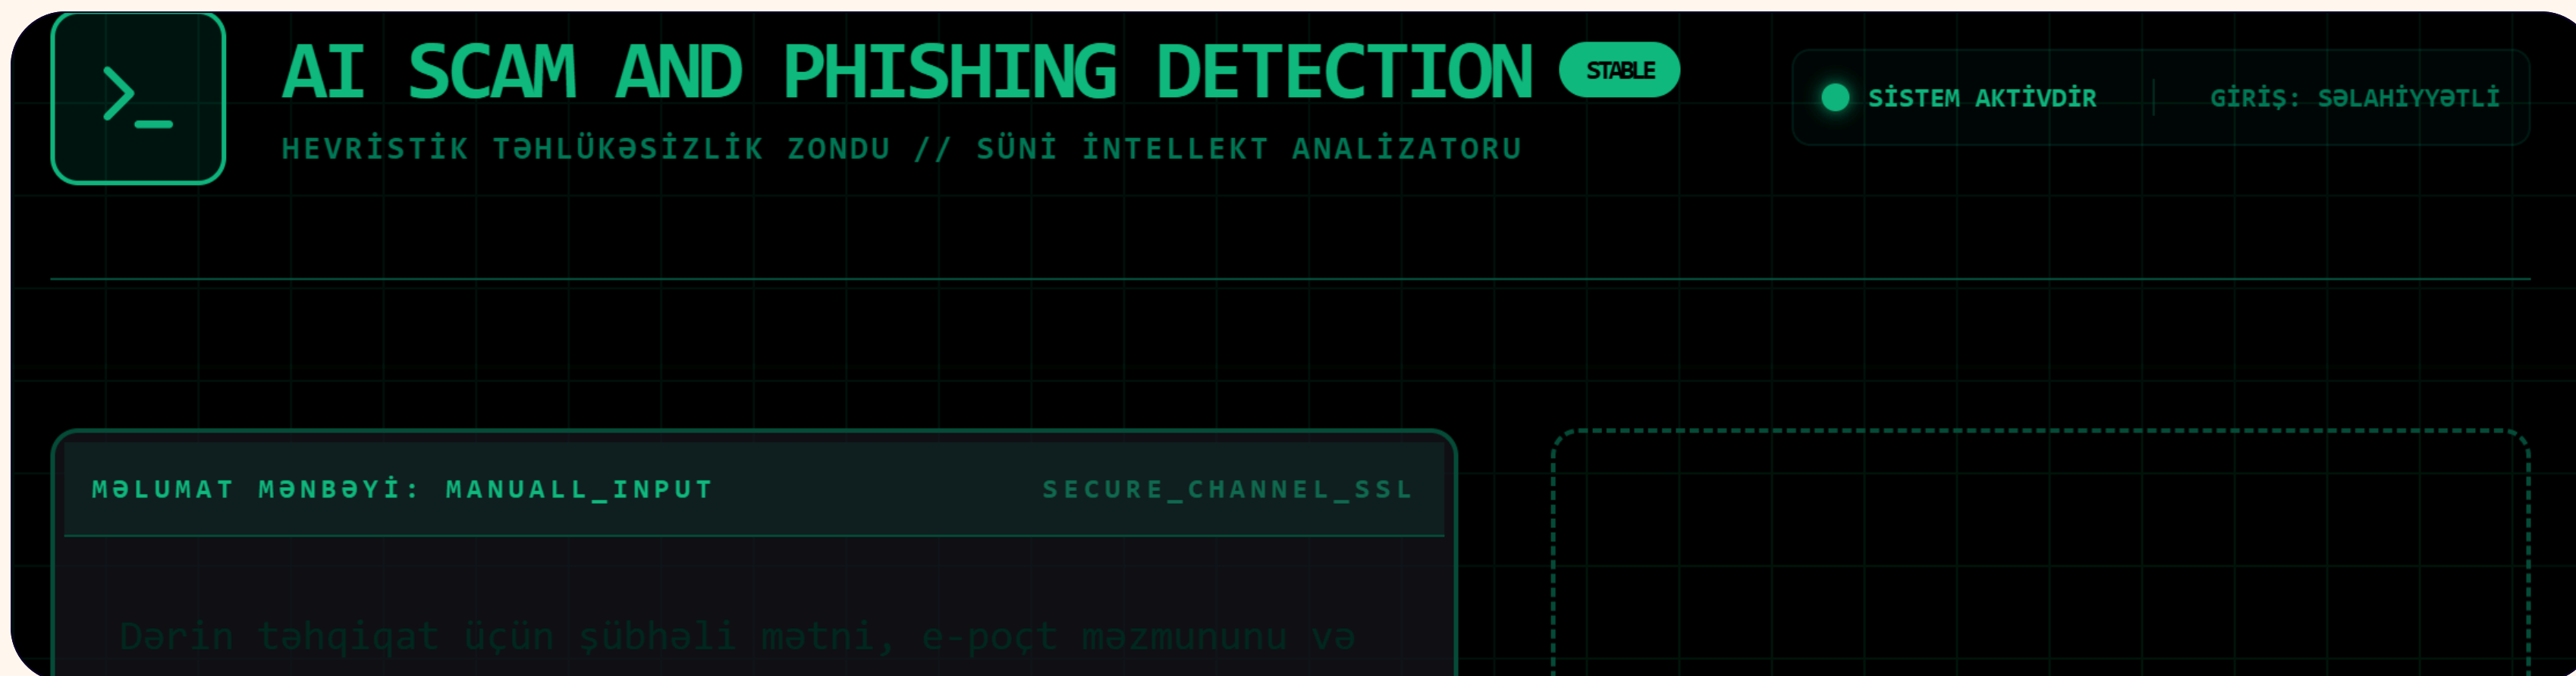 AI SCAM AND PHISHING DETECTION STABLE
SİSTEM AKTİVDİR GİRİŞ: SƏLAHİYYƏTLİ
HEVRİSTİK TƏHLÜKƏSİZLİK ZONDU // SÜNİ İNTELLEKT ANALİZATORU
MƏLUMAT MƏNBƏYİ: MANUALL_INPUT SECURE_CHANNEL_SSL
Dərin təhqiqat üçün şübhəli mətni, e-poçt məzmununu və